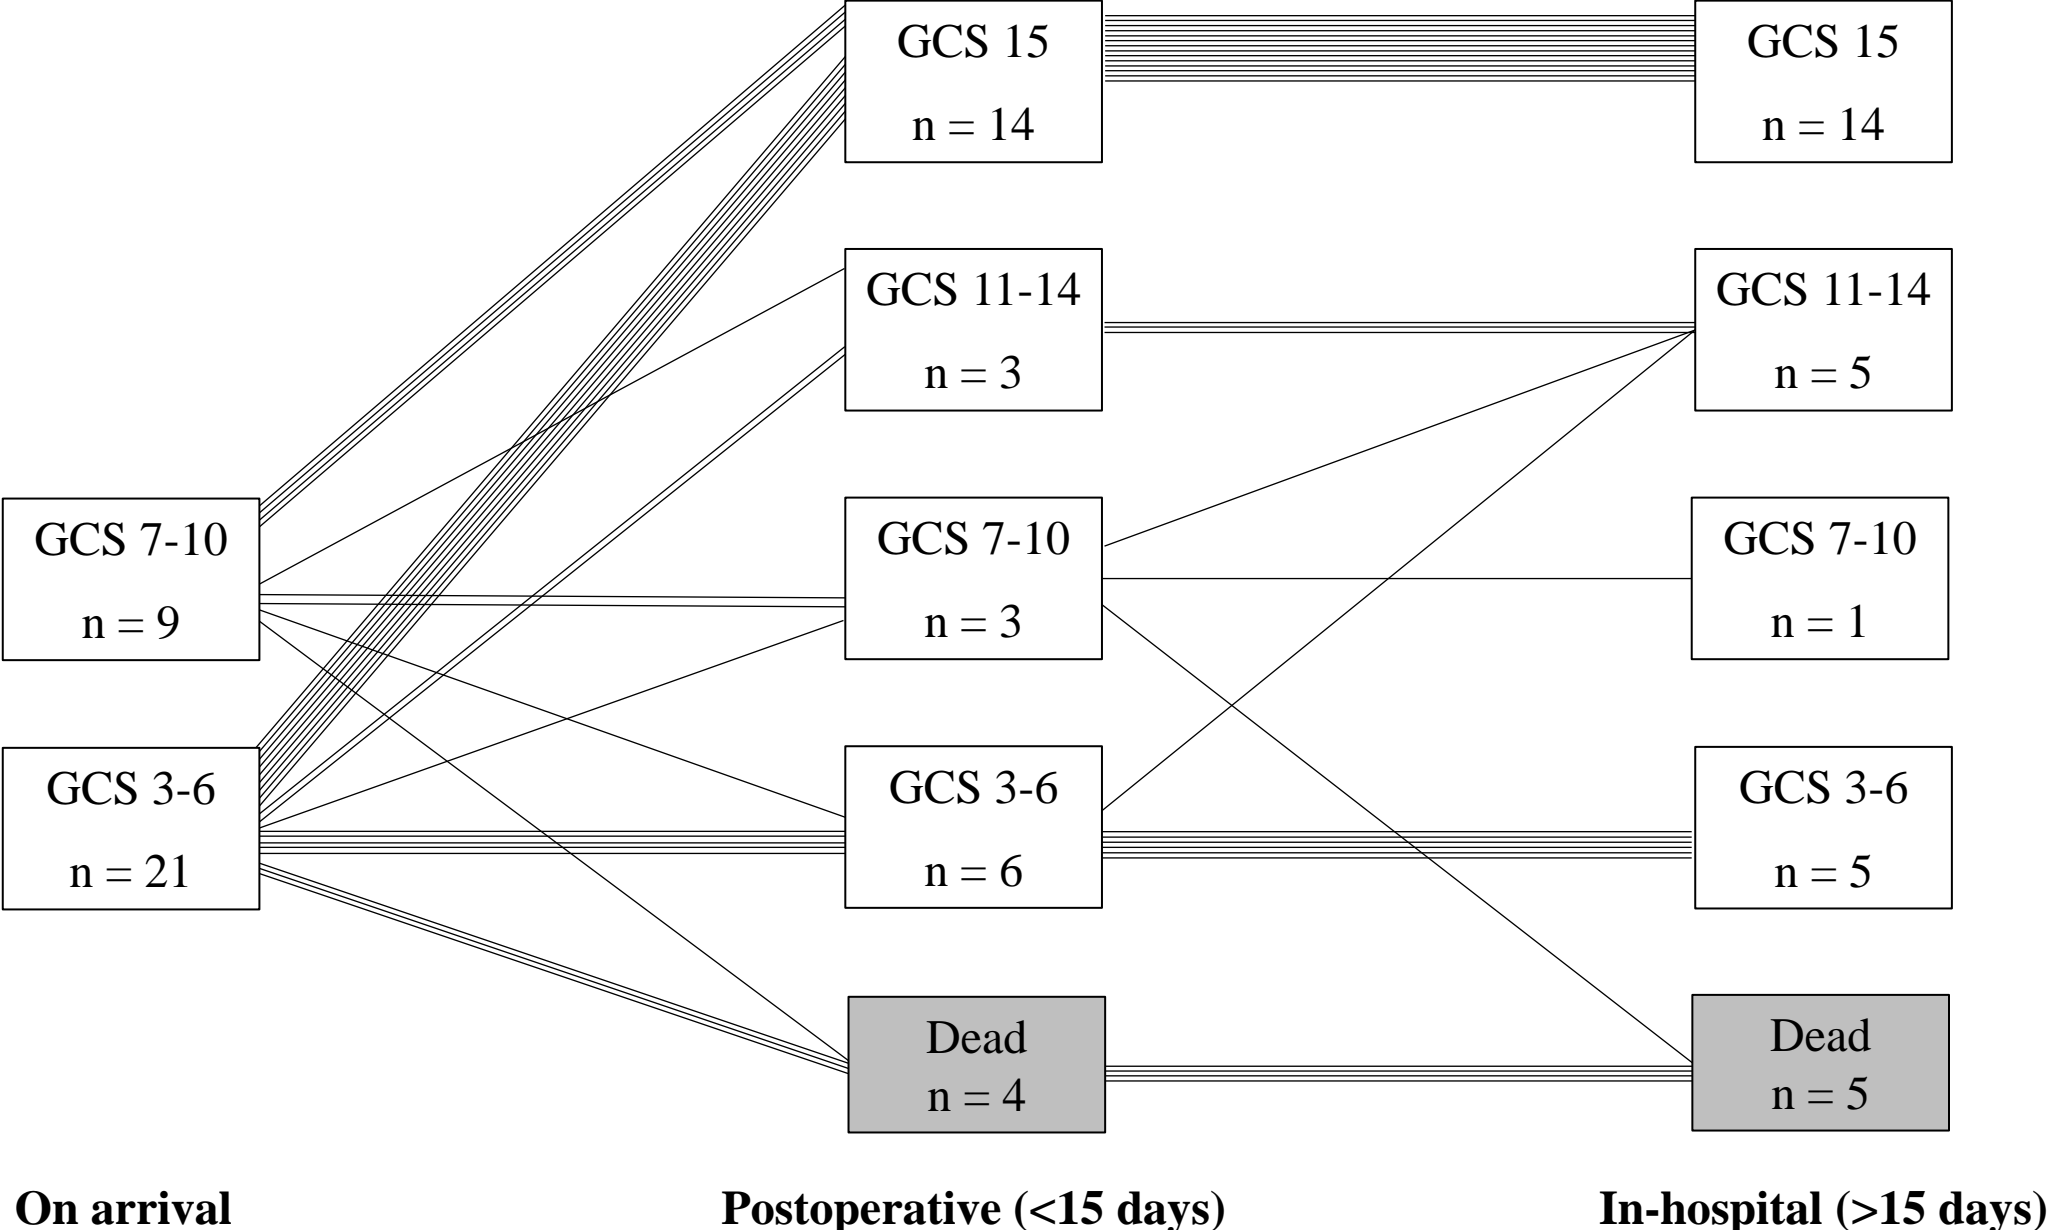 GCS 15
n = 14
GCS 15
n = 14
GCS 11-14
n = 3
GCS 11-14
n = 5
GCS 7-10
n = 9
GCS 7-10
n = 3
GCS 7-10
n = 1
GCS 3-6
n = 21
GCS 3-6
n = 6
GCS 3-6
n = 5
Dead
n = 4
Dead
n = 5
On arrival
Postoperative (<15 days)
In-hospital (>15 days)